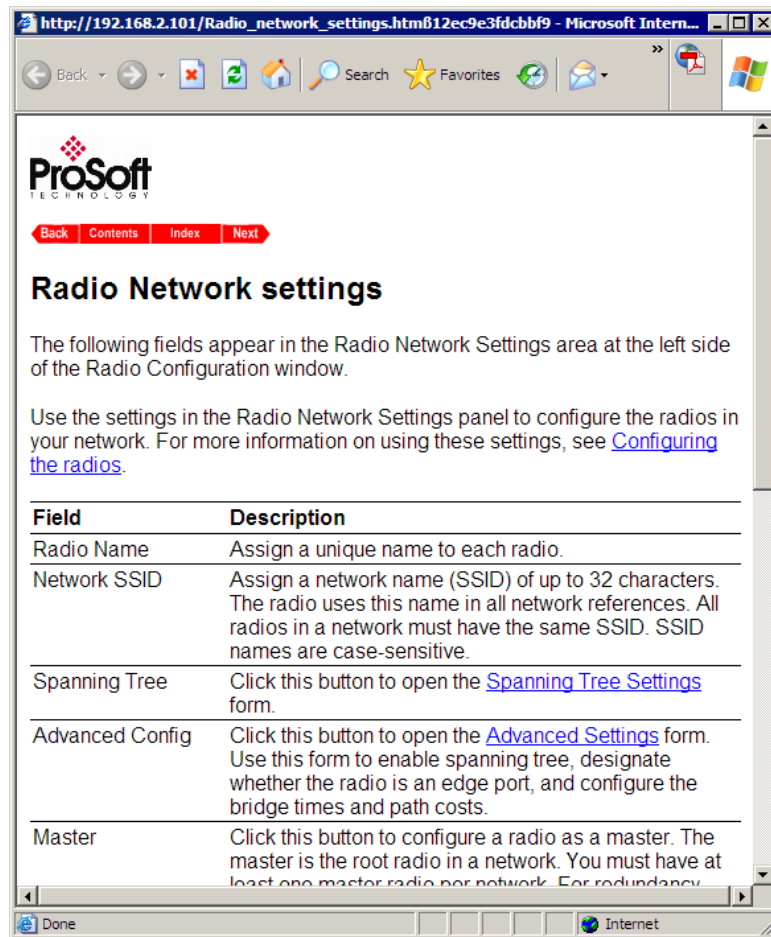 http://192.168.2.101/Radio_network_settings.htmß12ec9e3fdcbbf9 - Microsoft Intern...
Back Search Favorites »
ProSoft
TECHNOLOGY
Back Contents Index Next
Radio Network settings
The following fields appear in the Radio Network Settings area at the left side
of the Radio Configuration window.
Use the settings in the Radio Network Settings panel to configure the radios in
your network. For more information on using these settings, see Configuring
the radios.
Field Description
Radio Name Assign a unique name to each radio.
Network SSID Assign a network name (SSID) of up to 32 characters.
The radio uses this name in all network references. All
radios in a network must have the same SSID. SSID
names are case-sensitive.
Spanning Tree Click this button to open the Spanning Tree Settings
form.
Advanced Config Click this button to open the Advanced Settings form.
Use this form to enable spanning tree, designate
whether the radio is an edge port, and configure the
bridge times and path costs.
Master Click this button to configure a radio as a master. The
master is the root radio in a network. You must have at
least one master radio per network. For redundancy
Done Internet